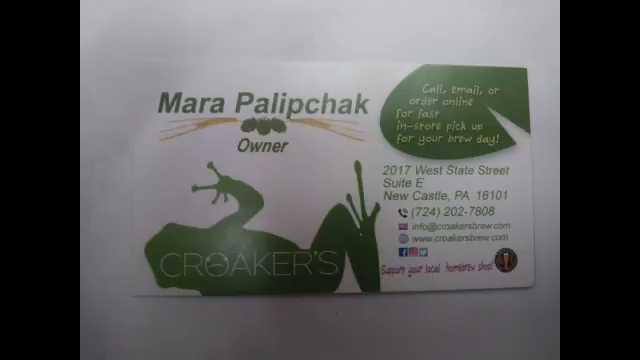 Mara Palipchak
Owner
CROAKER'S
Call, email, or
order online
for fast
in-store pick up
for your brew day!
2017 West State Street
Suite E
New Castle, PA 16101
(724) 202-7808
info@croakersbrew.com
www.croakersbrew.com
Support your local homebrew shop!